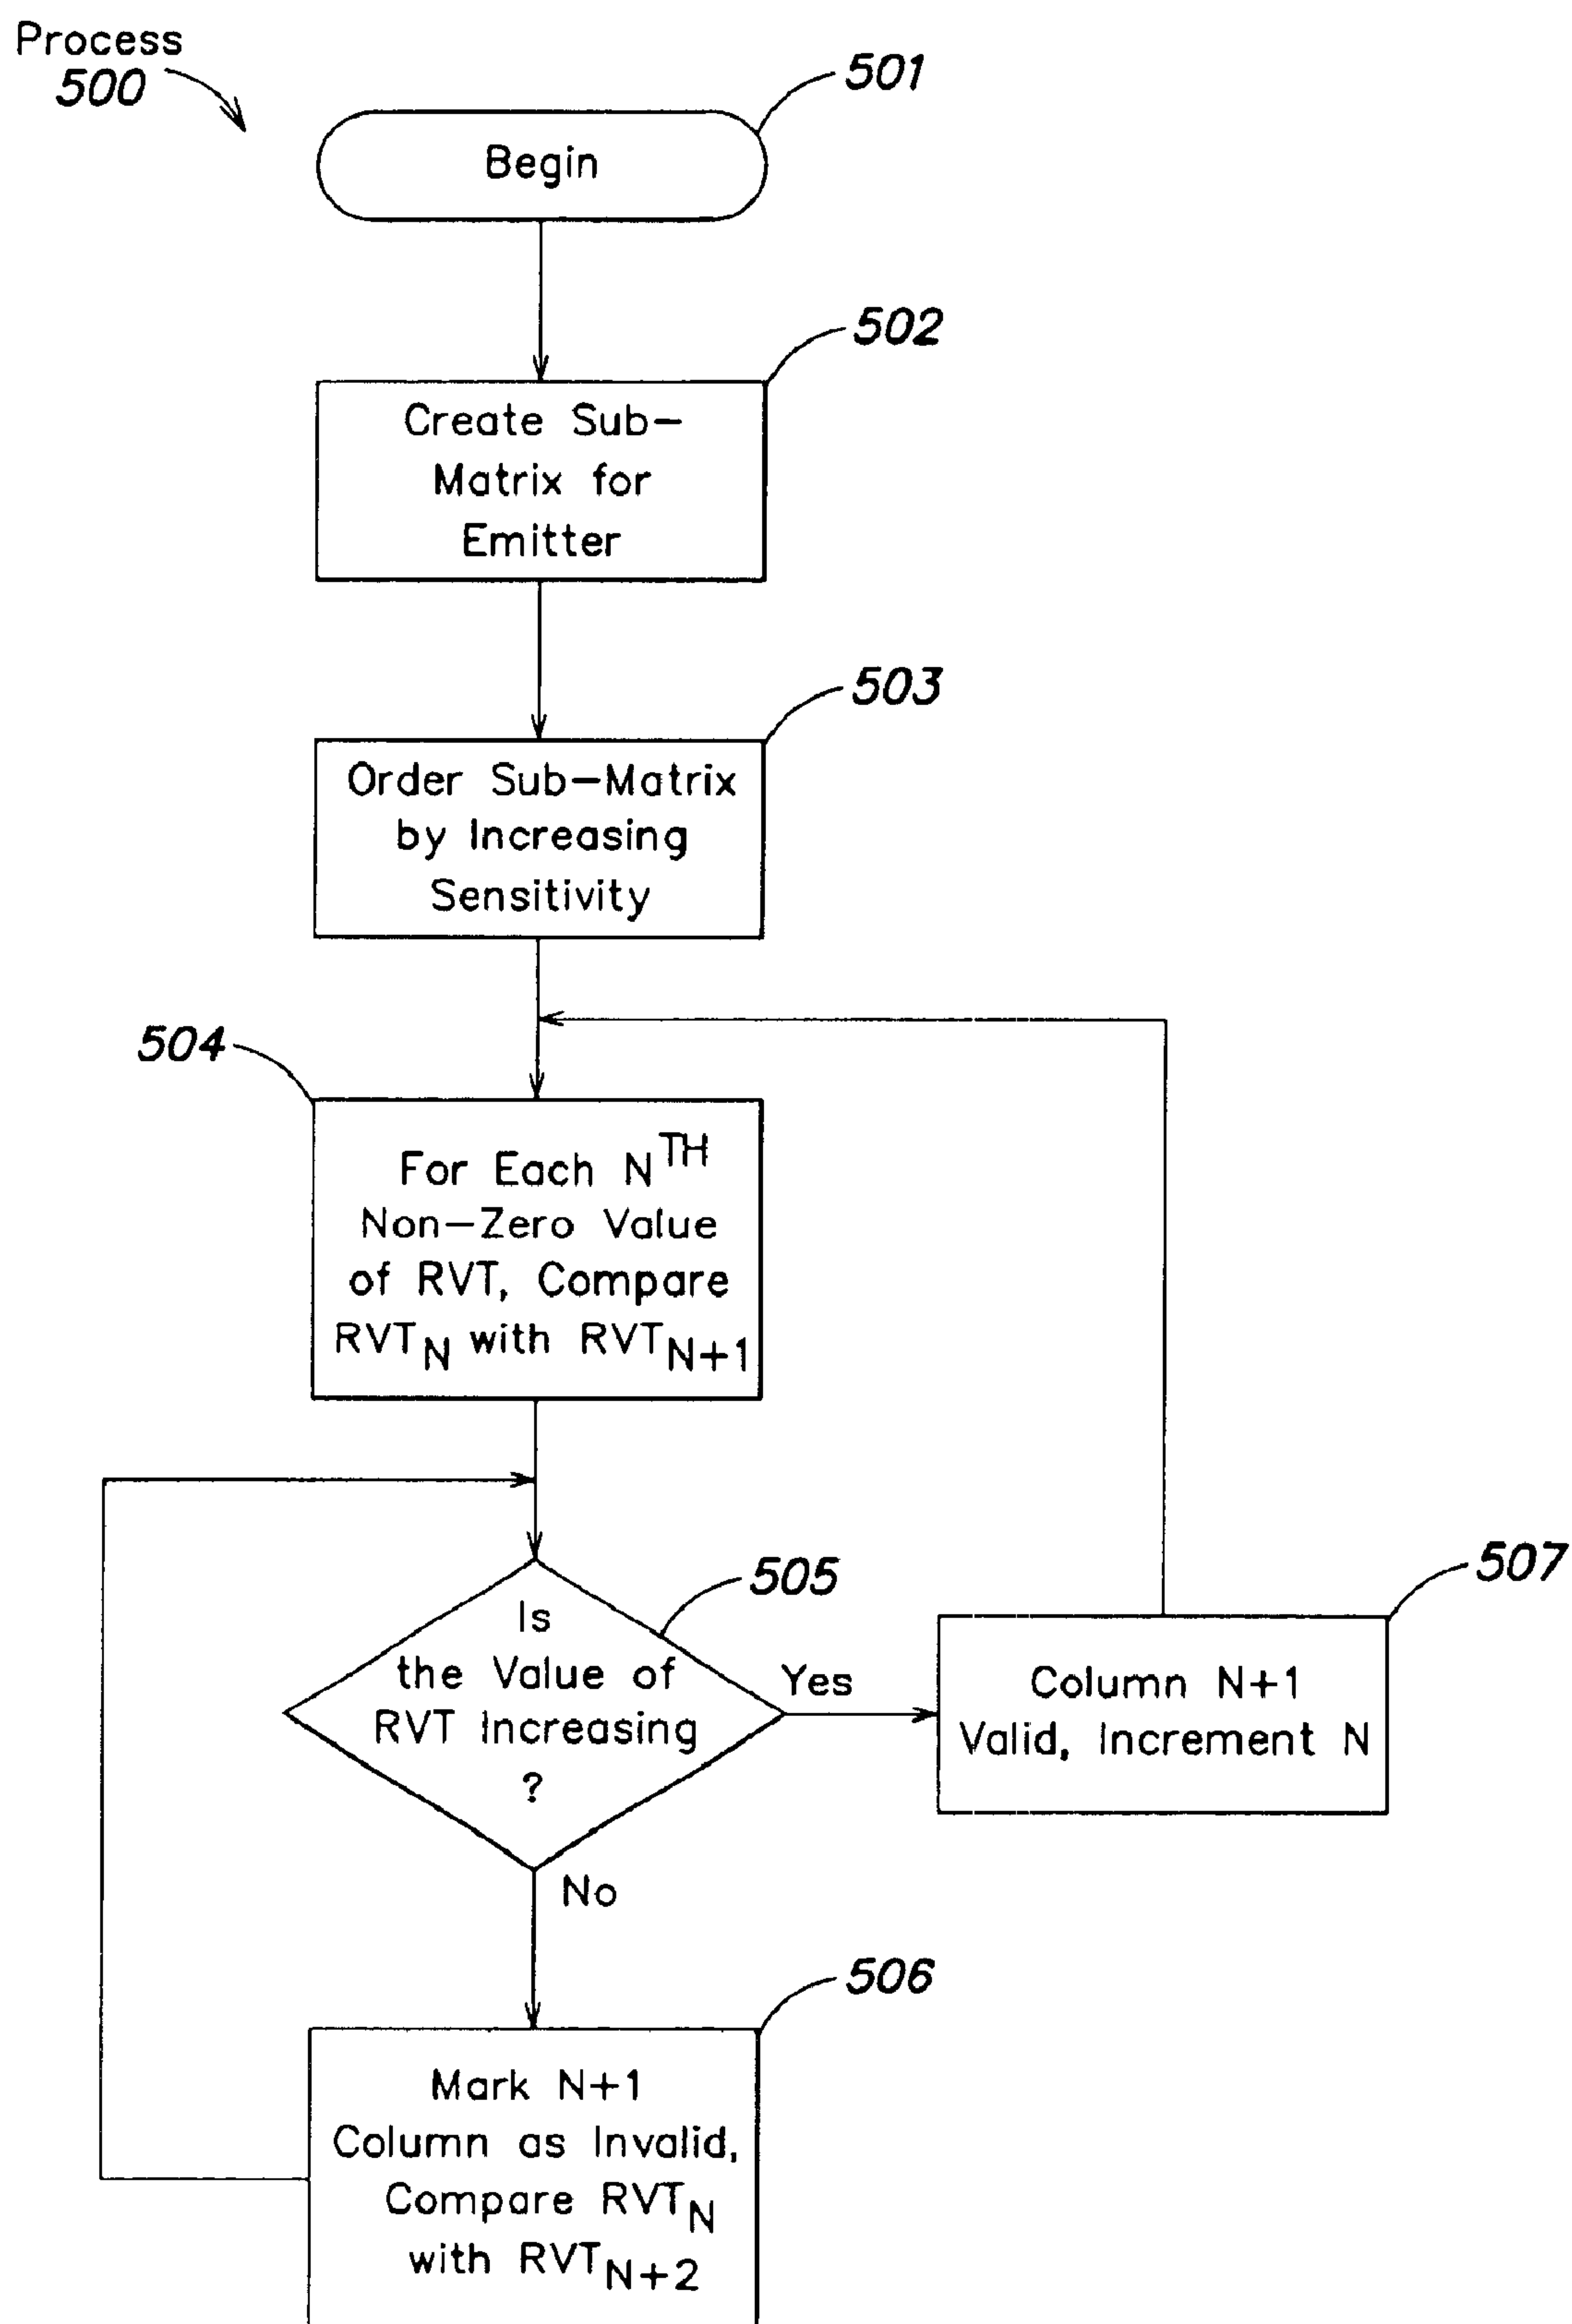 Process
500
501
Begin
502
Create Sub-
Matrix for
Emitter
503
Order Sub-Matrix
by Increasing
Sensitivity
504
For Each N^TH
Non-Zero Value
of RVT, Compare
RVT_N with RVT_N+1
505
Is
the Value of
RVT Increasing
?
Yes
507
Column N+1
Valid, Increment N
No
506
Mark N+1
Column as Invalid,
Compare RVT_N
with RVT_N+2